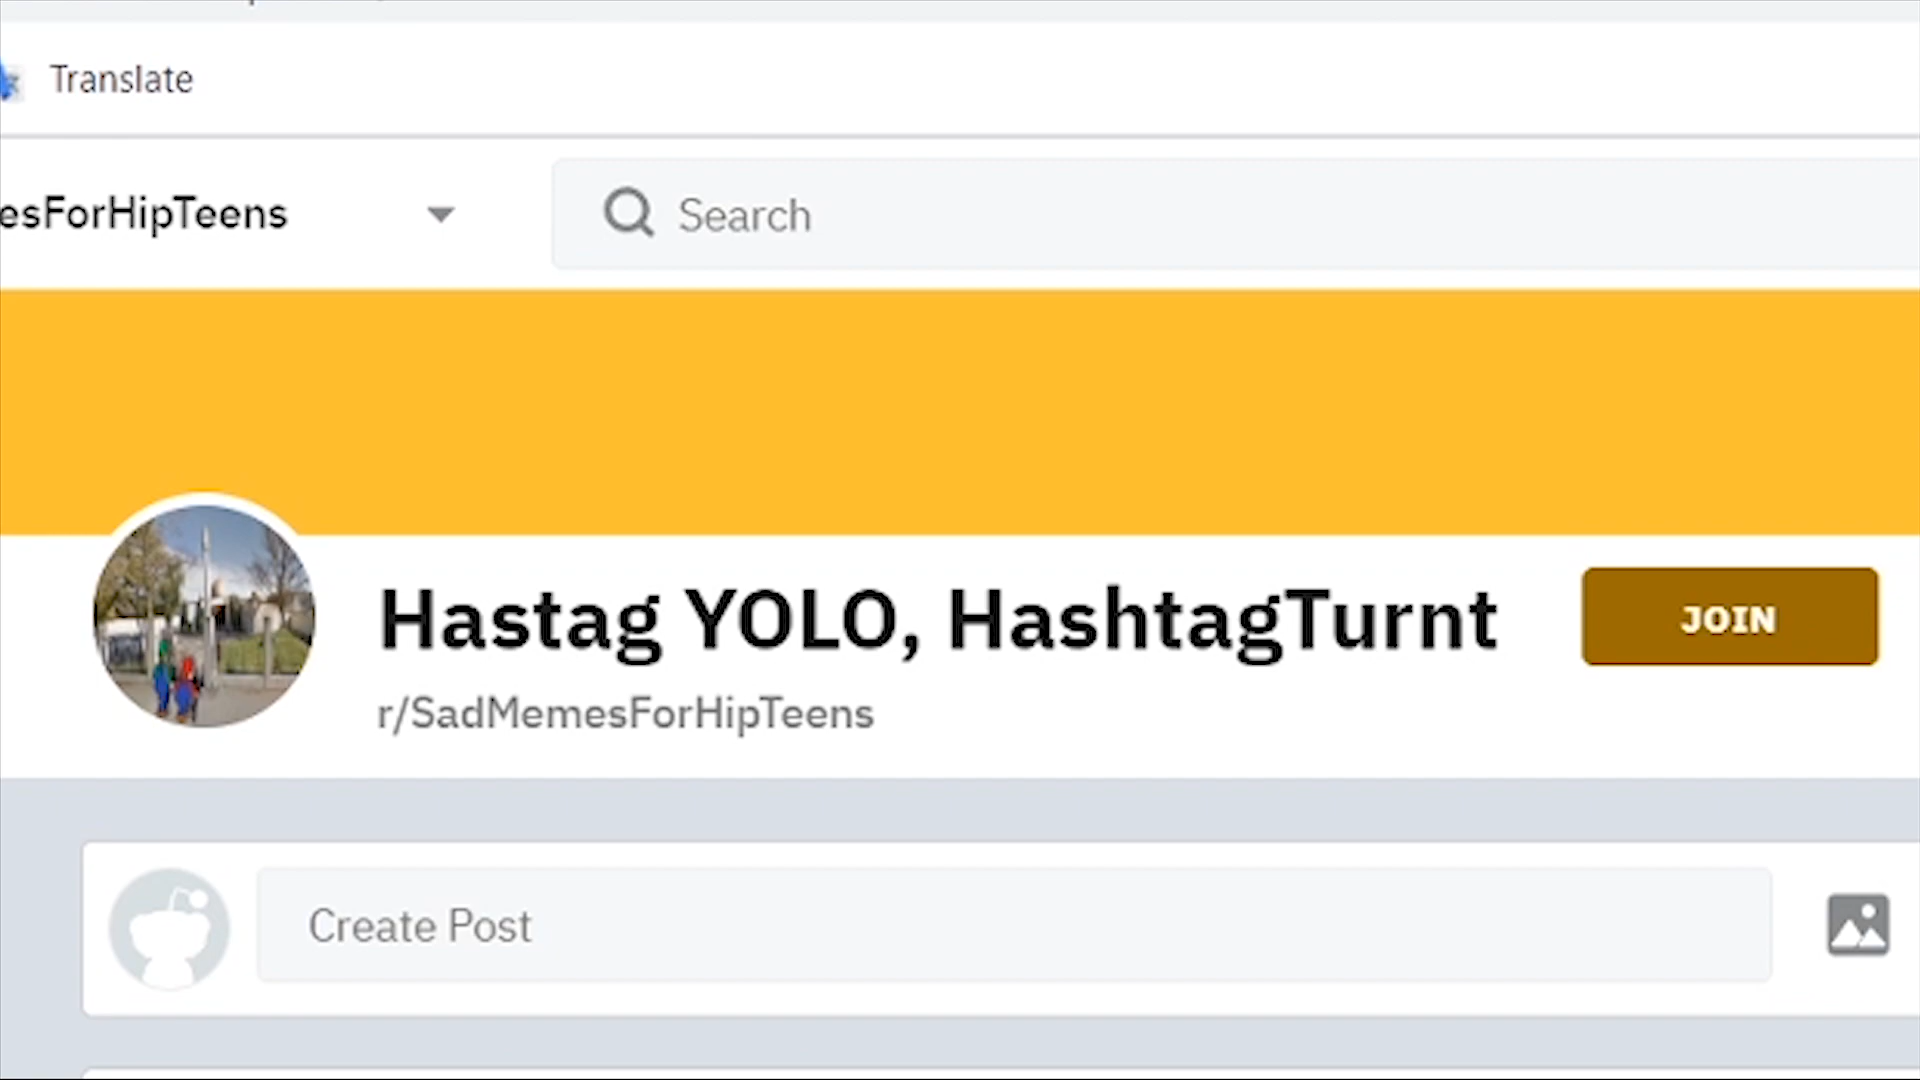 Translate
esForHipTeens
Search
Hastag YOLO, HashtagTurnt
JOIN
r/SadMemesForHipTeens
Create Post